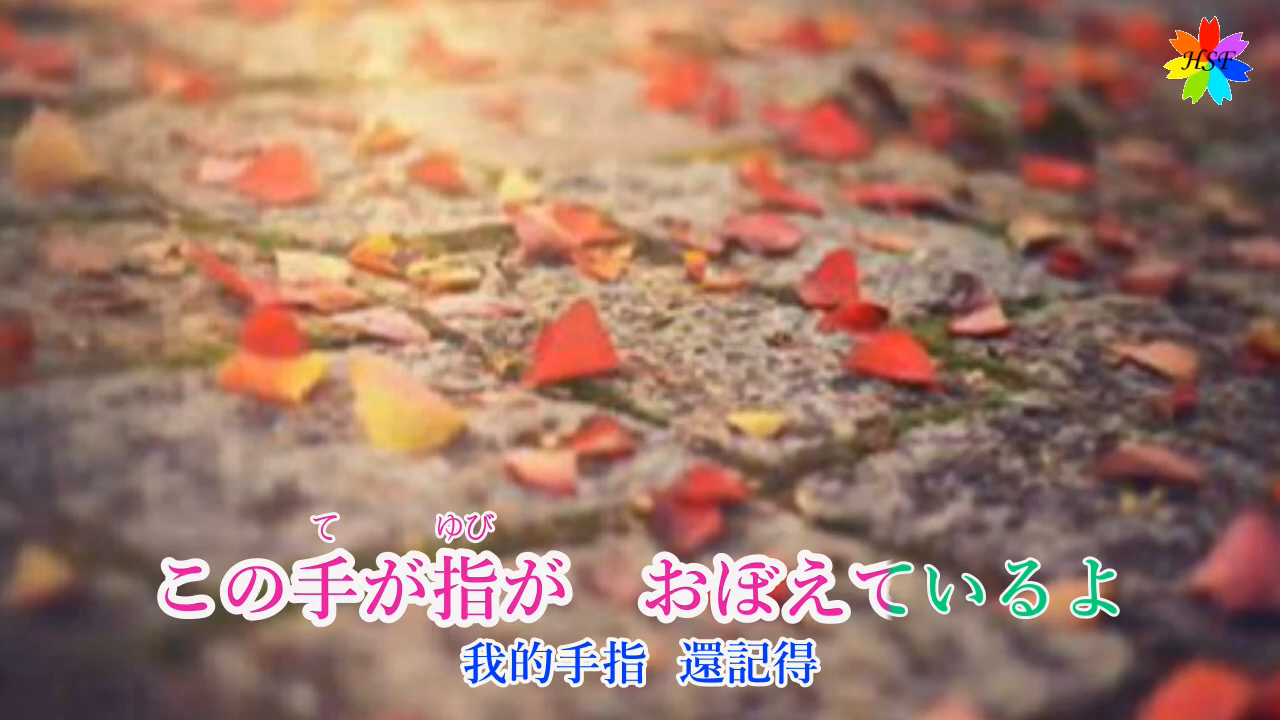 HSF
て ゆび
この手が指が おぼえているよ
我的手指 還記得